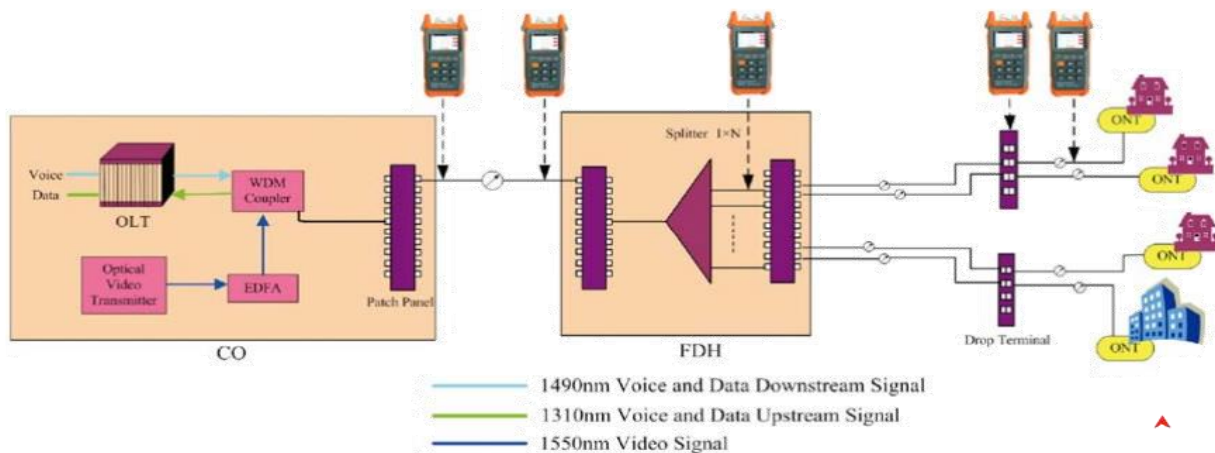 Splitter 1×N
ONT
Voice
Data
OLT
WDM
Coupler
ONT
ONT
Optical
Video
Transmitter
EDFA
Patch Panel
Drop Terminal
ONT
CO
FDH
1490nm Voice and Data Downstream Signal
1310nm Voice and Data Upstream Signal
1550nm Video Signal